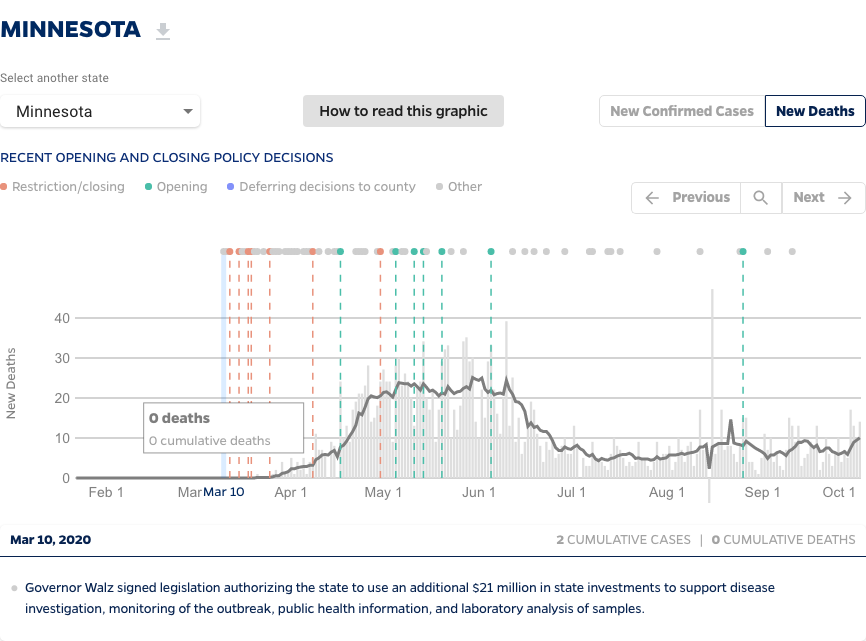 MINNESOTA
Select another state
Minnesota
How to read this graphic
New Confirmed Cases
New Deaths
RECENT OPENING AND CLOSING POLICY DECISIONS
Restriction/closing
Opening
Deferring decisions to county
Other
Previous
Next
New Deaths
40
30
20
10
0
0 deaths
0 cumulative deaths
Feb 1
Mar
Mar 10
Apr 1
May 1
Jun 1
Jul 1
Aug 1
Sep 1
Oct 1
Mar 10, 2020
2 CUMULATIVE CASES | 0 CUMULATIVE DEATHS
Governor Walz signed legislation authorizing the state to use an additional $21 million in state investments to support disease
investigation, monitoring of the outbreak, public health information, and laboratory analysis of samples.